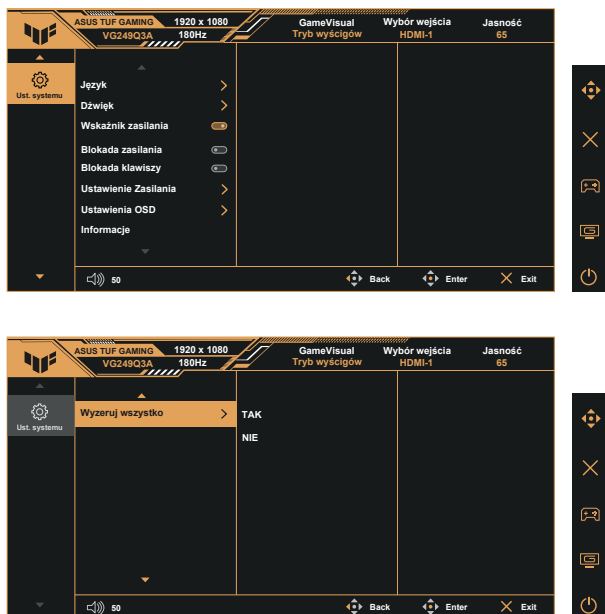 ASUS TUF GAMING 1920 x 1080 GameVisual Wybór wejścia Jasność
VG249Q3A 180Hz Tryb wyścigów HDMI-1 65
Ust. systemu
Język
Dźwięk
Wskaźnik zasilania
Blokada zasilania
Blokada klawiszy
Ustawienie Zasilania
Ustawienia OSD
Informacje
50 Back Enter Exit
ASUS TUF GAMING 1920 x 1080 GameVisual Wybór wejścia Jasność
VG249Q3A 180Hz Tryb wyścigów HDMI-1 65
Ust. systemu
Wyzeruj wszystko TAK
NIE
50 Back Enter Exit